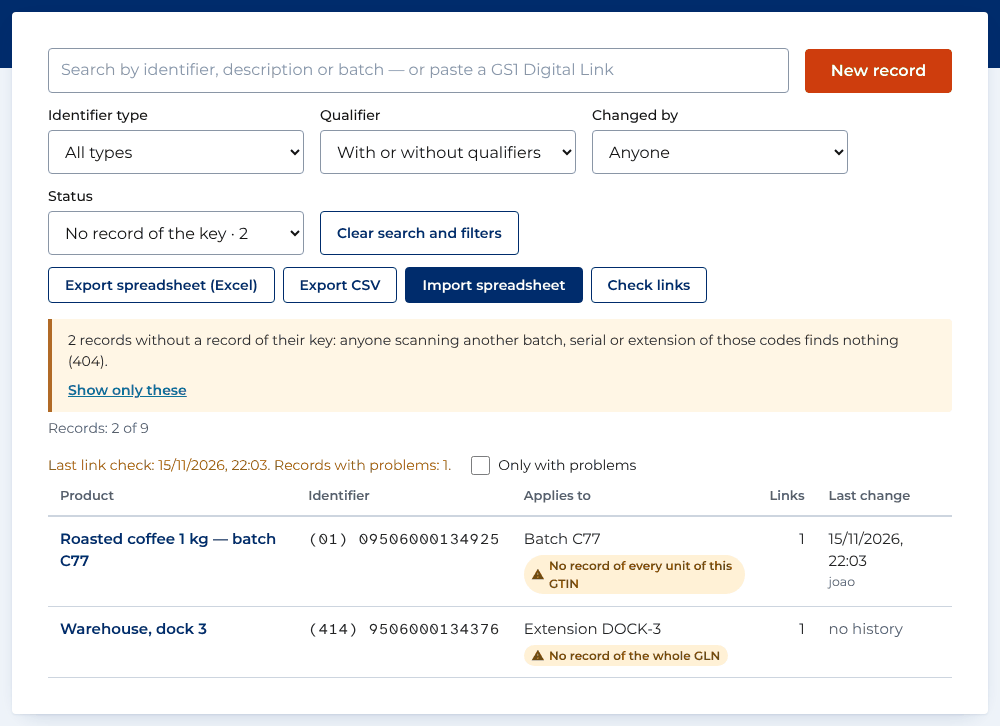 Search by identifier, description or batch — or paste a GS1 Digital Link
New record
Identifier type
Qualifier
Changed by
All types
With or without qualifiers
Anyone
Status
No record of the key · 2
Clear search and filters
Export spreadsheet (Excel)
Export CSV
Import spreadsheet
Check links
2 records without a record of their key: anyone scanning another batch, serial or extension of those codes finds nothing
(404).
Show only these
Records: 2 of 9
Last link check: 15/11/2026, 22:03. Records with problems: 1.
Only with problems
Product
Identifier
Applies to
Links
Last change
Roasted coffee 1 kg — batch
C77
(01) 09506000134925
Batch C77
No record of every unit of this
GTIN
1
15/11/2026,
22:03
joao
Warehouse, dock 3
(414) 9506000134376
Extension DOCK-3
No record of the whole GLN
1
no history